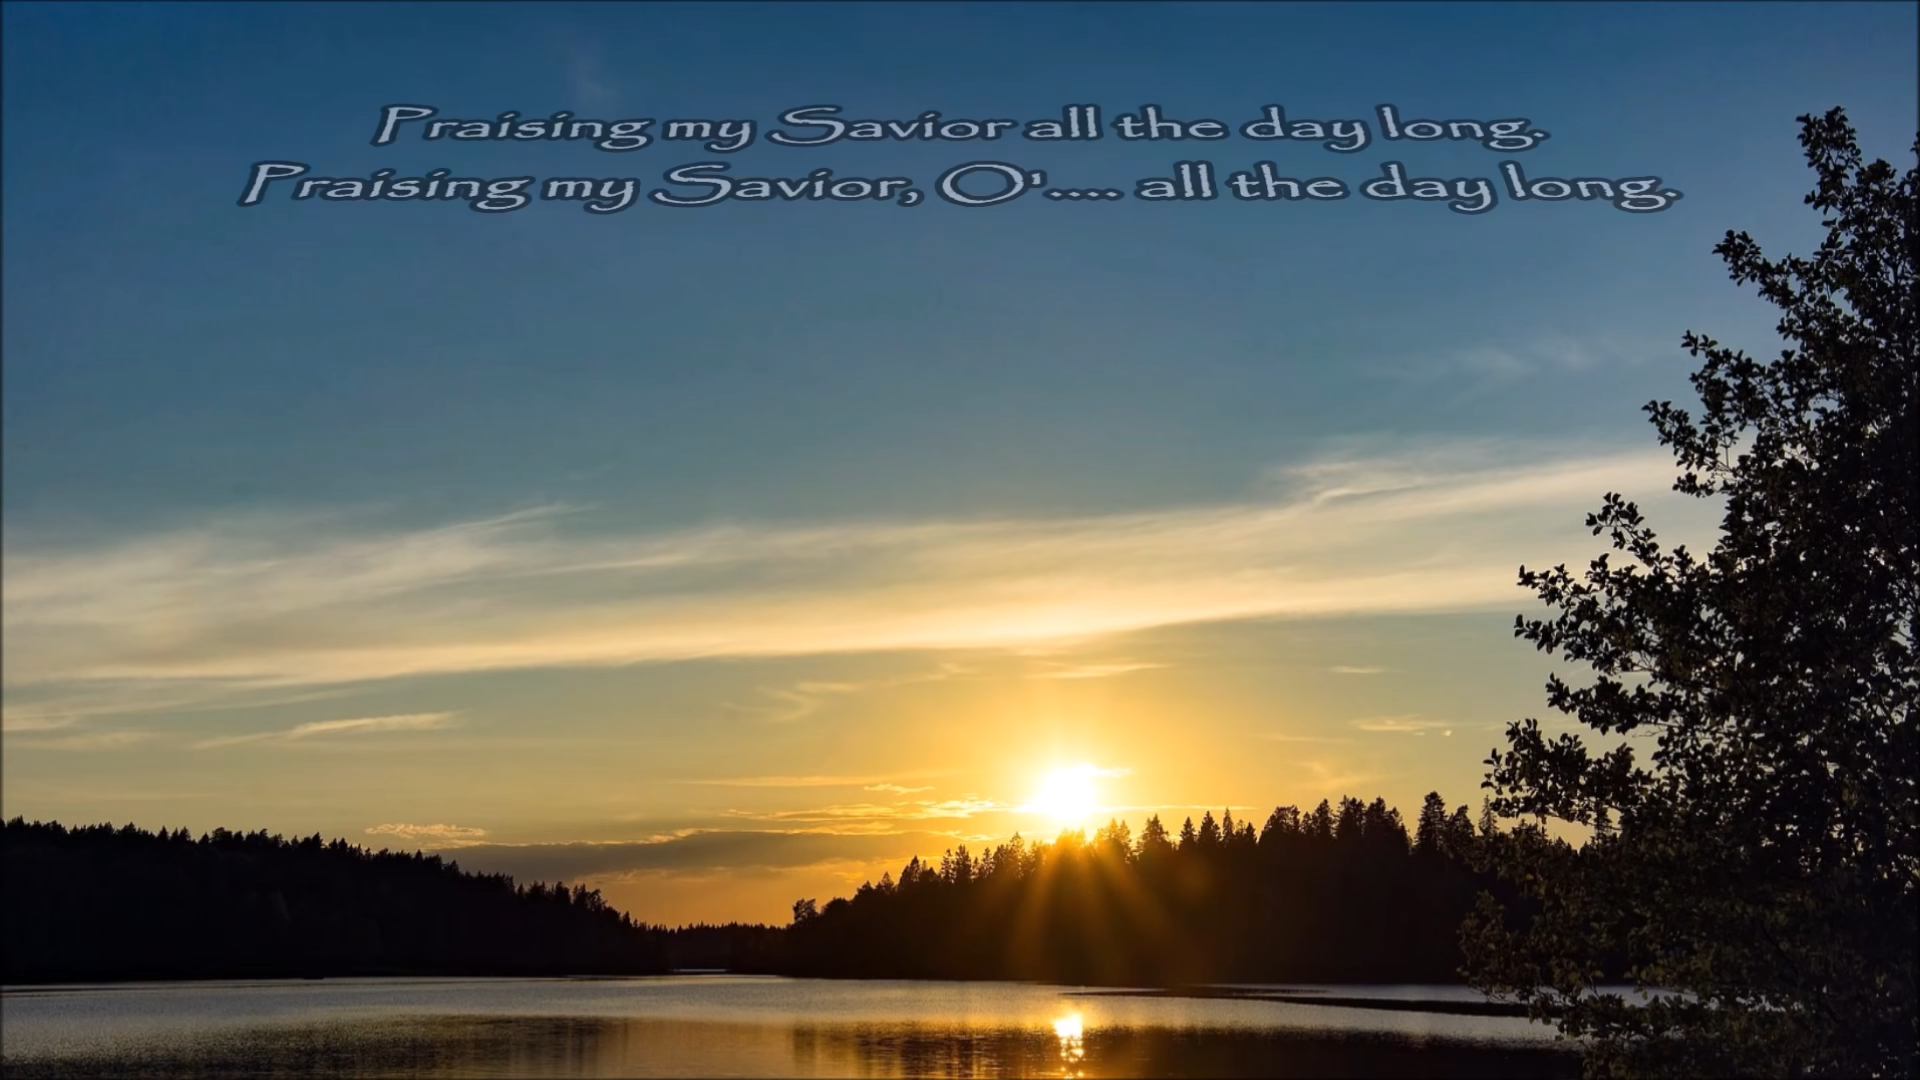 Praising my Savior all the day long.
Praising my Savior, O'.... all the day long.